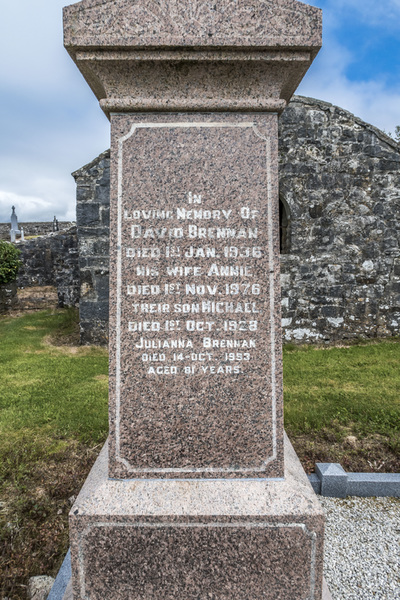 In
Loving Memory Of
David Brennan
Died 1st Jan. 1936
His Wife Annie
Died 1st Nov. 1976
Their Son Michael
Died 1st Oct. 1928
Julianna Brennan
Died 14-Oct. 1953
Aged 81 Years.